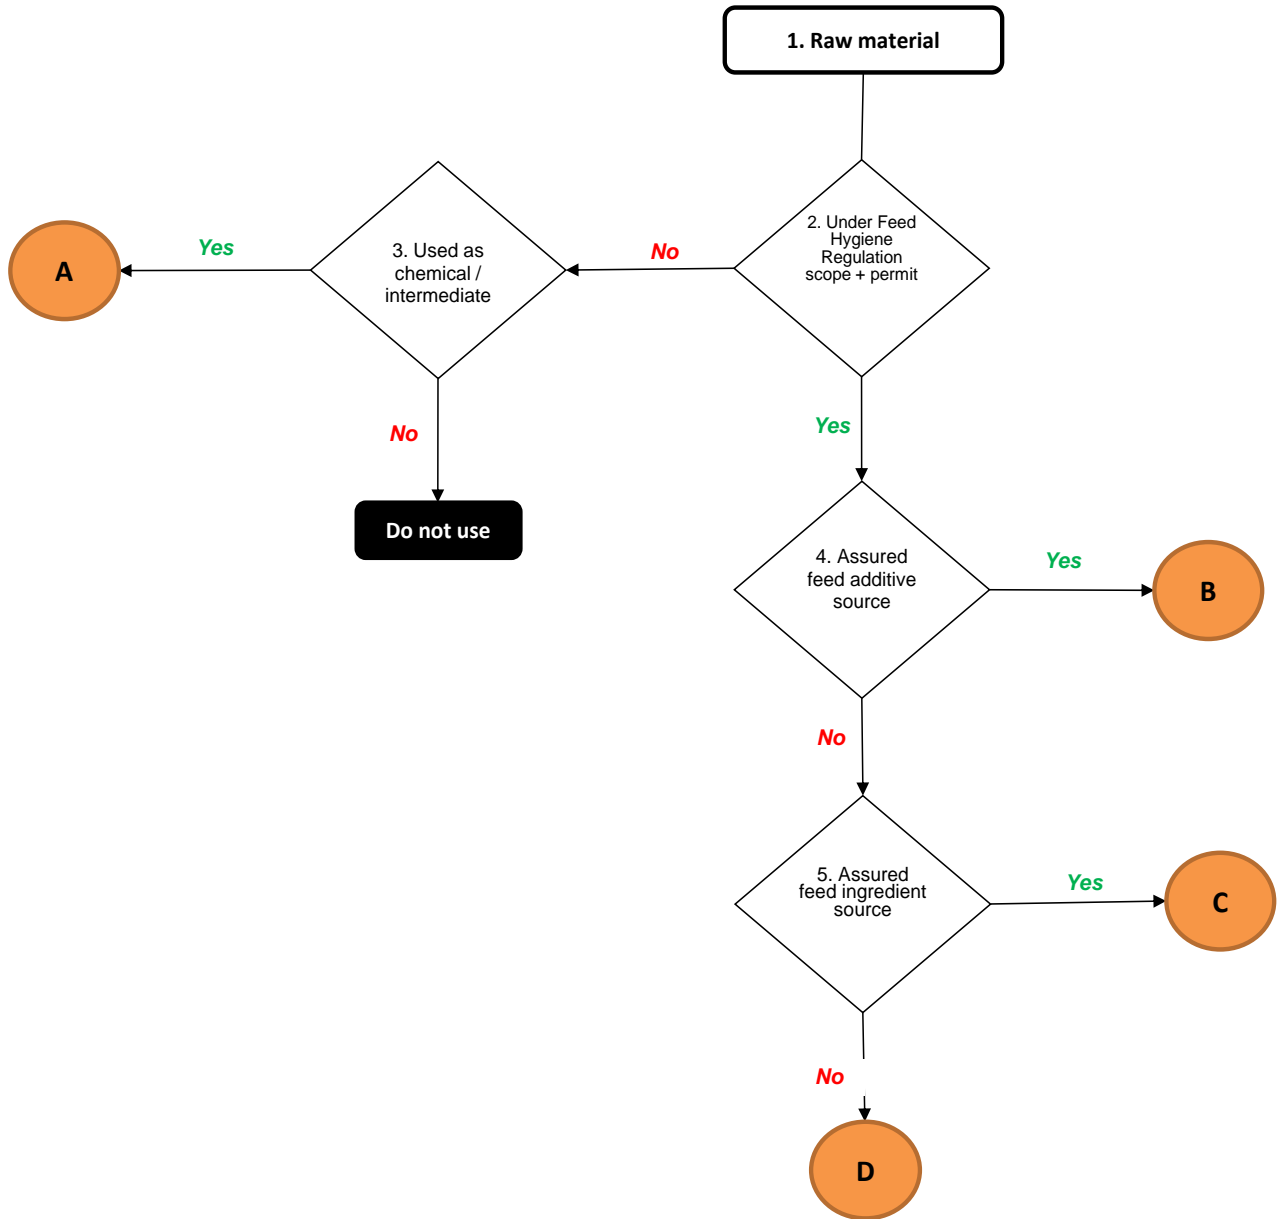 1. Raw material
2. Under Feed
Hygiene
Regulation
scope + permit
No
3. Used as
chemical /
intermediate
Yes
A
No
Do not use
Yes
4. Assured
feed additive
source
Yes
B
No
5. Assured
feed ingredient
source
Yes
C
No
D